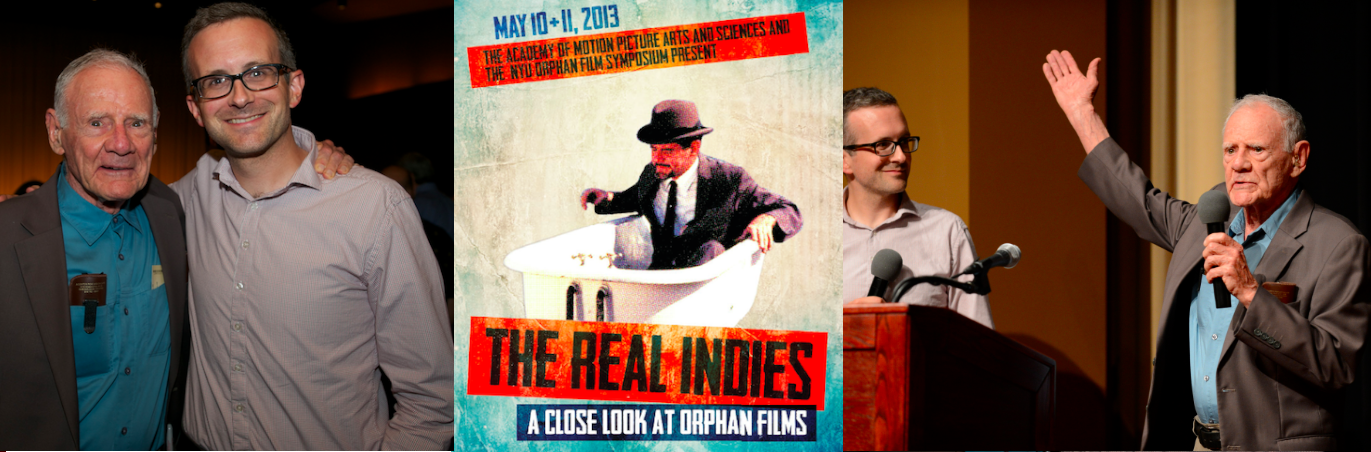 MAY 10 + 11, 2013
THE ACADEMY OF MOTION PICTURE ARTS AND SCIENCES AND
THE NYU ORPHAN FILM SYMPOSIUM PRESENT
THE REAL INDIES
A CLOSE LOOK AT ORPHAN FILMS